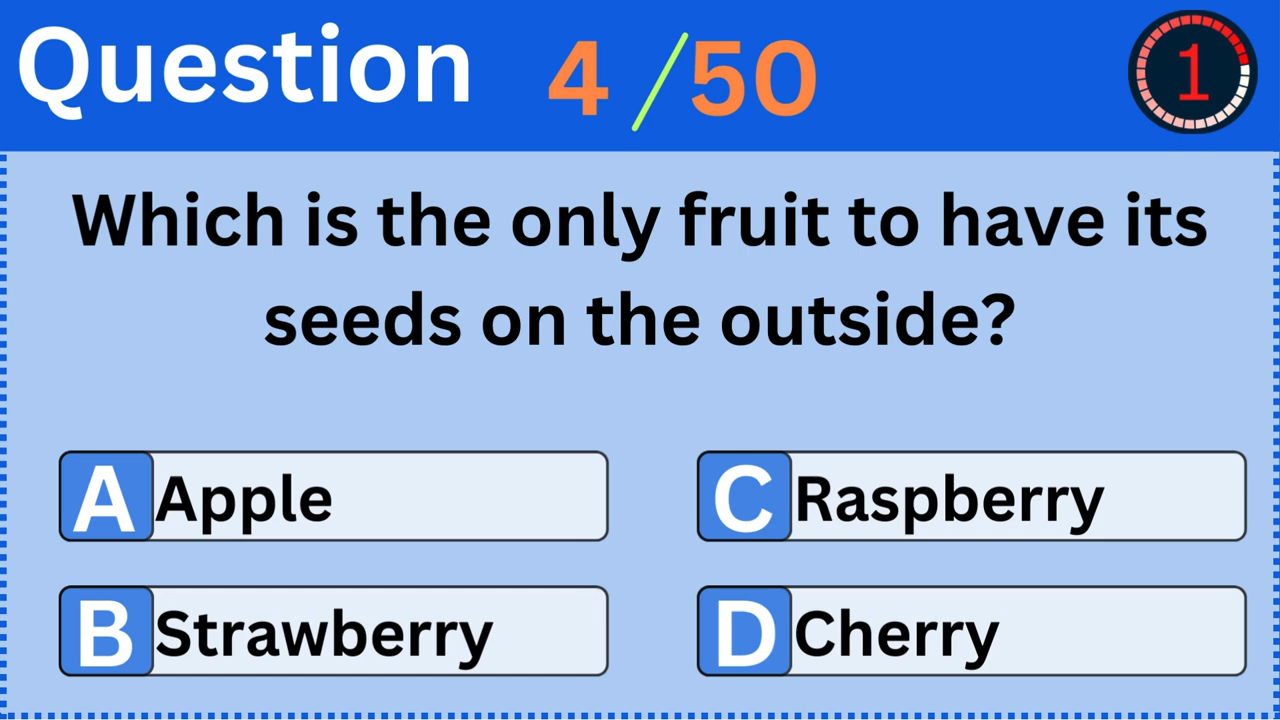 Question 4 /50
1
Which is the only fruit to have its
seeds on the outside?
A Apple
B Strawberry
C Raspberry
D Cherry